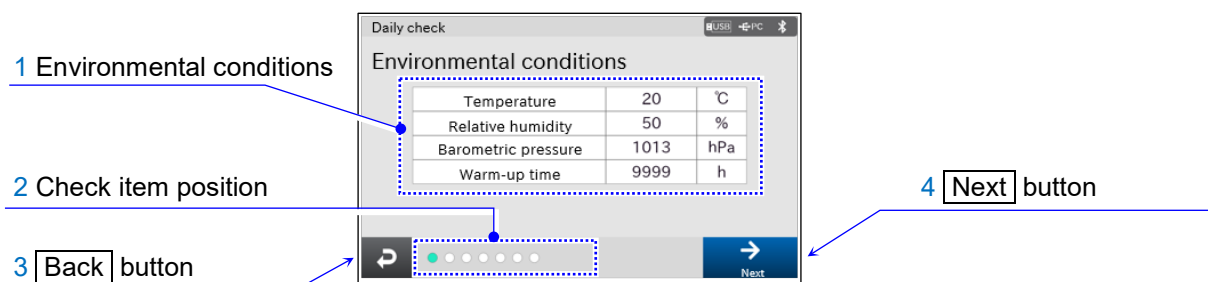 Daily check
USB PC
1 Environmental conditions
Environmental conditions
Temperature 20 ℃
Relative humidity 50 %
Barometric pressure 1013 hPa
Warm-up time 9999 h
2 Check item position
4 Next button
3 Back button
Next